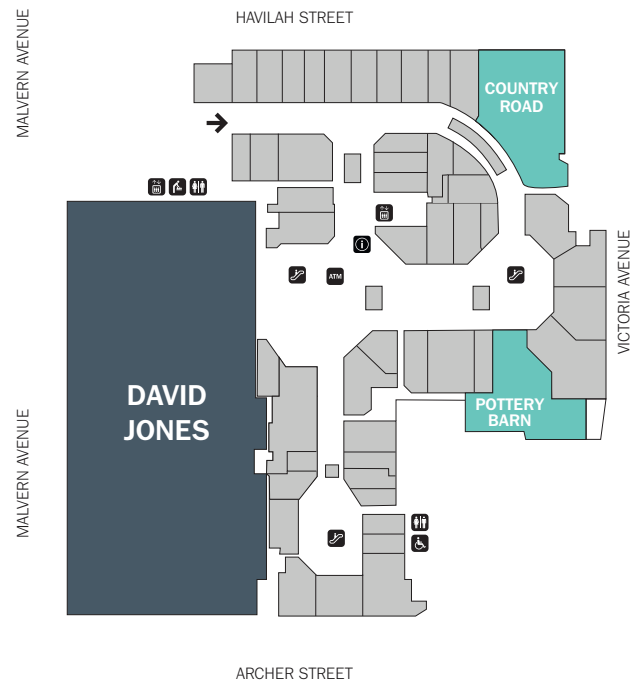 HAVILAH STREET
MALVERN AVENUE
COUNTRY
ROAD
i
ATM
VICTORIA AVENUE
DAVID
JONES
POTTERY
BARN
MALVERN AVENUE
ARCHER STREET